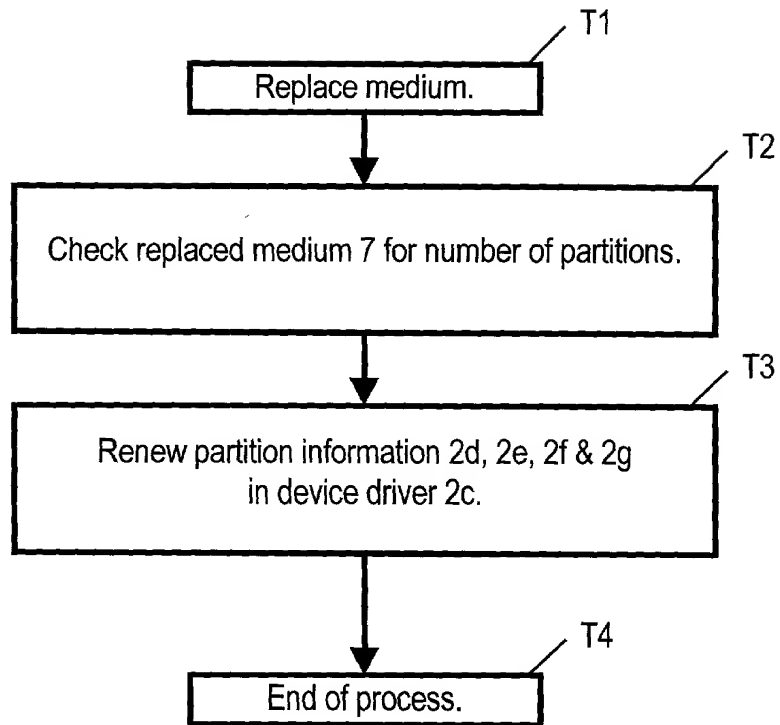 T1
Replace medium.
T2
Check replaced medium 7 for number of partitions.
T3
Renew partition information 2d, 2e, 2f & 2g
in device driver 2c.
T4
End of process.